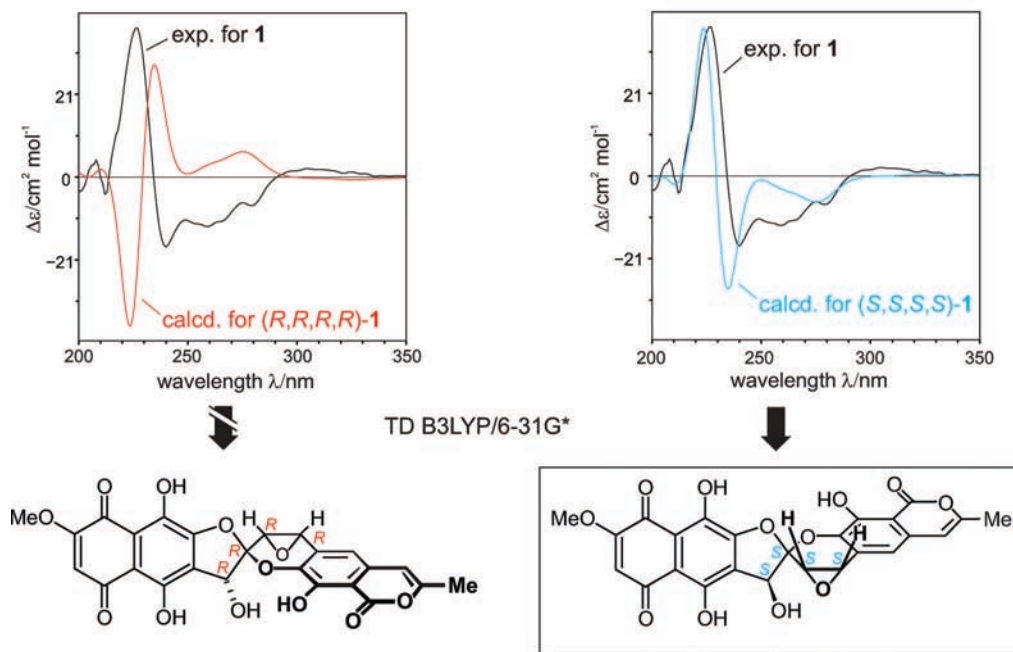 exp. for 1
21
0
−21
Δε/cm² mol⁻¹
calcd. for (R,R,R,R)-1
200 250 300 350
wavelength λ/nm
exp. for 1
21
0
−21
Δε/cm² mol⁻¹
calcd. for (S,S,S,S)-1
200 250 300 350
wavelength λ/nm
TD B3LYP/6-31G*
O OH
MeO
O
H R H
R
R
O
R
O
O OH
OH
HO
O
O
Me
O OH
MeO
O
H
HO
O
O
Me
O
H
S
S
S S
O
O OH
OH